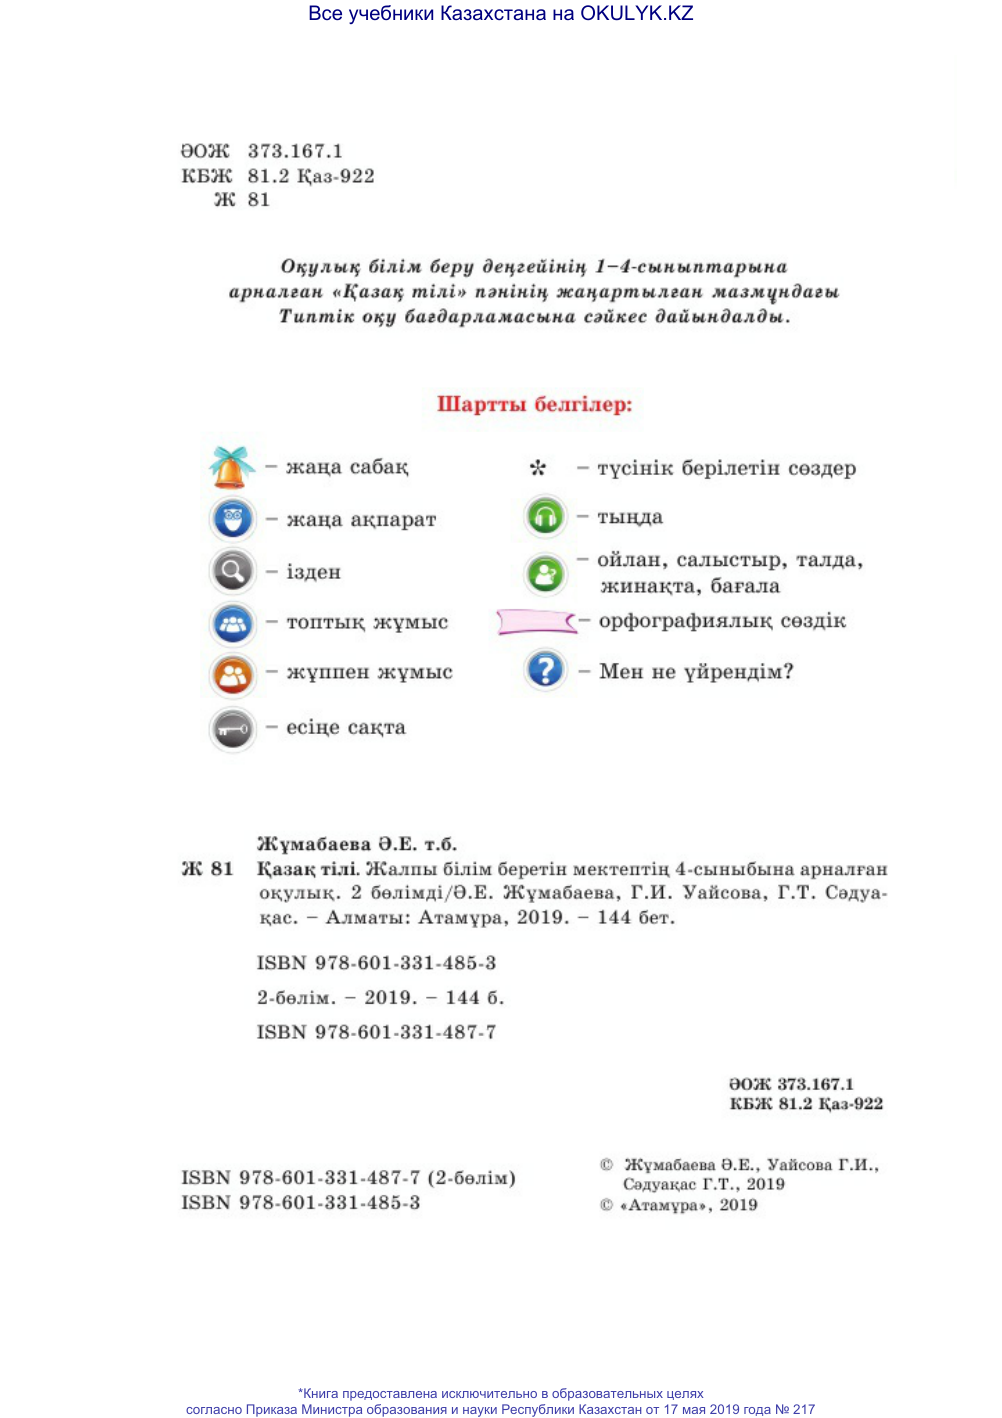 Все учебники Казахстана на OKULYK.KZ
ӘОЖ 373.167.1
КБЖ 81.2 Қаз-922
Ж 81
Оқулық білім беру деңгейінің 1–4-сыныптарына
арналған «Қазақ тілі» пәнінің жаңартылған мазмұндағы
Типтік оқу бағдарламасына сәйкес дайындалды.
Шартты белгілер:
– жаңа сабақ
– жаңа ақпарат
– ізден
– топтық жұмыс
– жұппен жұмыс
– есіңе сақта
* – түсінік берілетін сөздер
– тыңда
– ойлан, салыстыр, талда,
жинақта, бағала
– орфографиялық сөздік
? – Мен не үйрендім?
Жұмабаева Ә.Е. т.б.
Ж 81 Қазақ тілі. Жалпы білім беретін мектептің 4-сыныбына арналған
оқулық. 2 бөлімді/Ә.Е. Жұмабаева, Г.И. Уайсова, Г.Т. Сәдуа-
қас. – Алматы: Атамұра, 2019. – 144 бет.
ISBN 978-601-331-485-3
2-бөлім. – 2019. – 144 б.
ISBN 978-601-331-487-7
ӘОЖ 373.167.1
КБЖ 81.2 Қаз-922
ISBN 978-601-331-487-7 (2-бөлім)
ISBN 978-601-331-485-3
© Жұмабаева Ә.Е., Уайсова Г.И.,
Сәдуақас Г.Т., 2019
© «Атамұра», 2019
*Книга предоставлена исключительно в образовательных целях
согласно Приказа Министра образования и науки Республики Казахстан от 17 мая 2019 года № 217